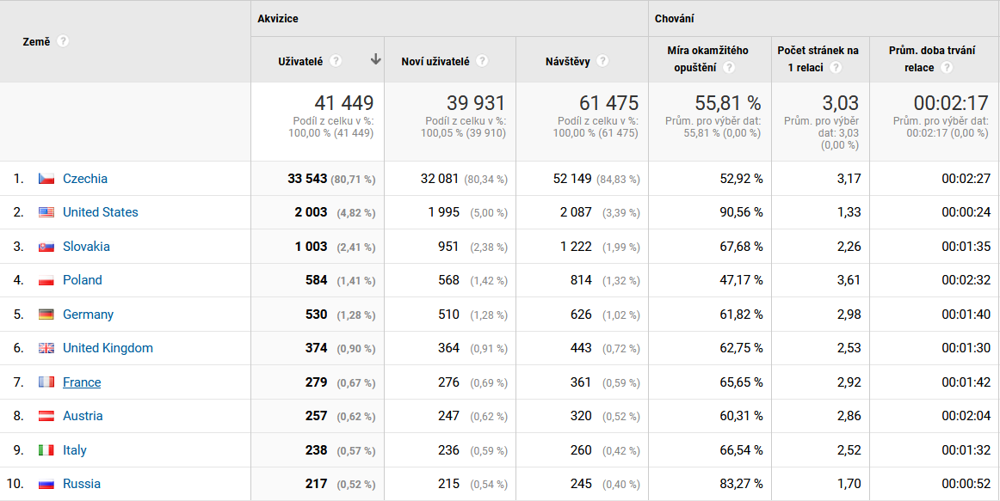 Země ?
Akvizice
Chování
Uživatelé ?
Noví uživatelé ?
Návštěvy ?
Míra okamžitého
opuštění ?
Počet stránek na
1 relaci ?
Prům. doba trvání
relace ?
41 449
Podíl z celku v %:
100,00 % (41 449)
39 931
Podíl z celku v %:
100,05 % (39 910)
61 475
Podíl z celku v %:
100,00 % (61 475)
55,81 %
Prům. pro výběr dat:
55,81 % (0,00 %)
3,03
Prům. pro výběr
dat: 3,03
(0,00 %)
00:02:17
Prům. pro výběr dat:
00:02:17 (0,00 %)
1. Czechia 33 543 (80,71 %) 32 081 (80,34 %) 52 149 (84,83 %) 52,92 % 3,17 00:02:27
2. United States 2 003 (4,82 %) 1 995 (5,00 %) 2 087 (3,39 %) 90,56 % 1,33 00:00:24
3. Slovakia 1 003 (2,41 %) 951 (2,38 %) 1 222 (1,99 %) 67,68 % 2,26 00:01:35
4. Poland 584 (1,41 %) 568 (1,42 %) 814 (1,32 %) 47,17 % 3,61 00:02:32
5. Germany 530 (1,28 %) 510 (1,28 %) 626 (1,02 %) 61,82 % 2,98 00:01:40
6. United Kingdom 374 (0,90 %) 364 (0,91 %) 443 (0,72 %) 62,75 % 2,53 00:01:30
7. France 279 (0,67 %) 276 (0,69 %) 361 (0,59 %) 65,65 % 2,92 00:01:42
8. Austria 257 (0,62 %) 247 (0,62 %) 320 (0,52 %) 60,31 % 2,86 00:02:04
9. Italy 238 (0,57 %) 236 (0,59 %) 260 (0,42 %) 66,54 % 2,52 00:01:32
10. Russia 217 (0,52 %) 215 (0,54 %) 245 (0,40 %) 83,27 % 1,70 00:00:52